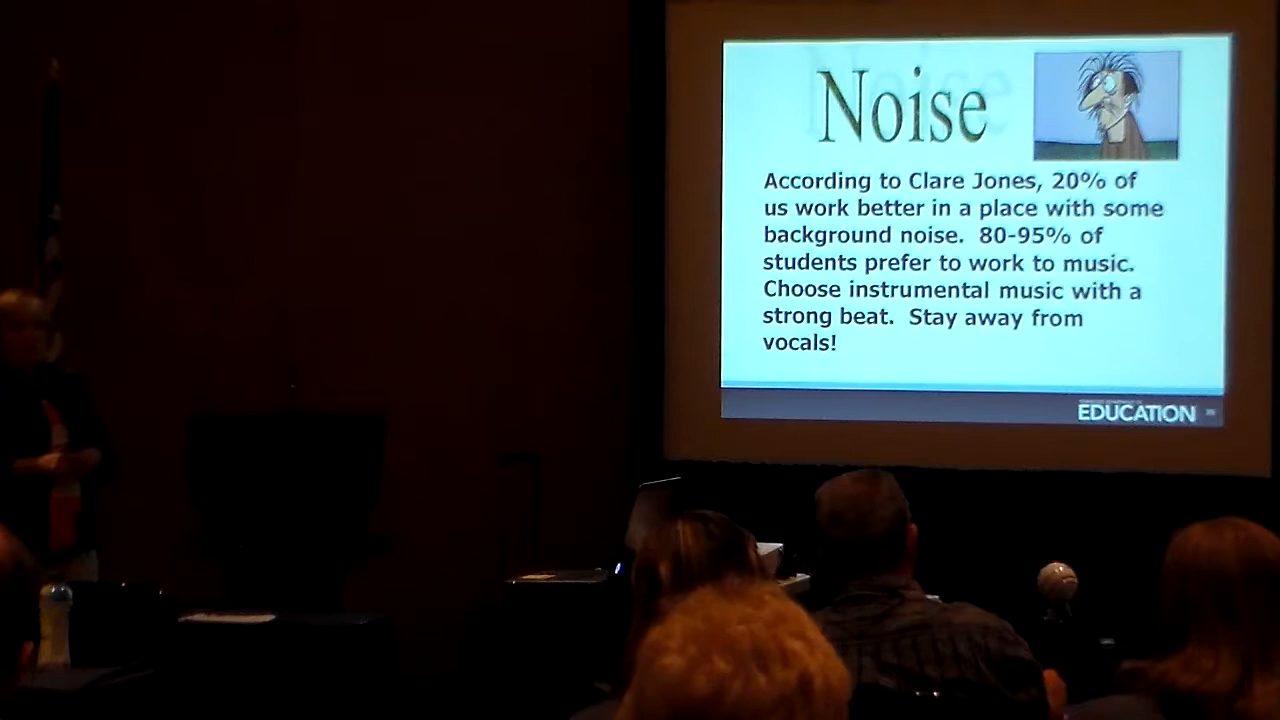 Noise
According to Clare Jones, 20% of
us work better in a place with some
background noise.  80-95% of
students prefer to work to music.
Choose instrumental music with a
strong beat.  Stay away from
vocals!
EDUCATION